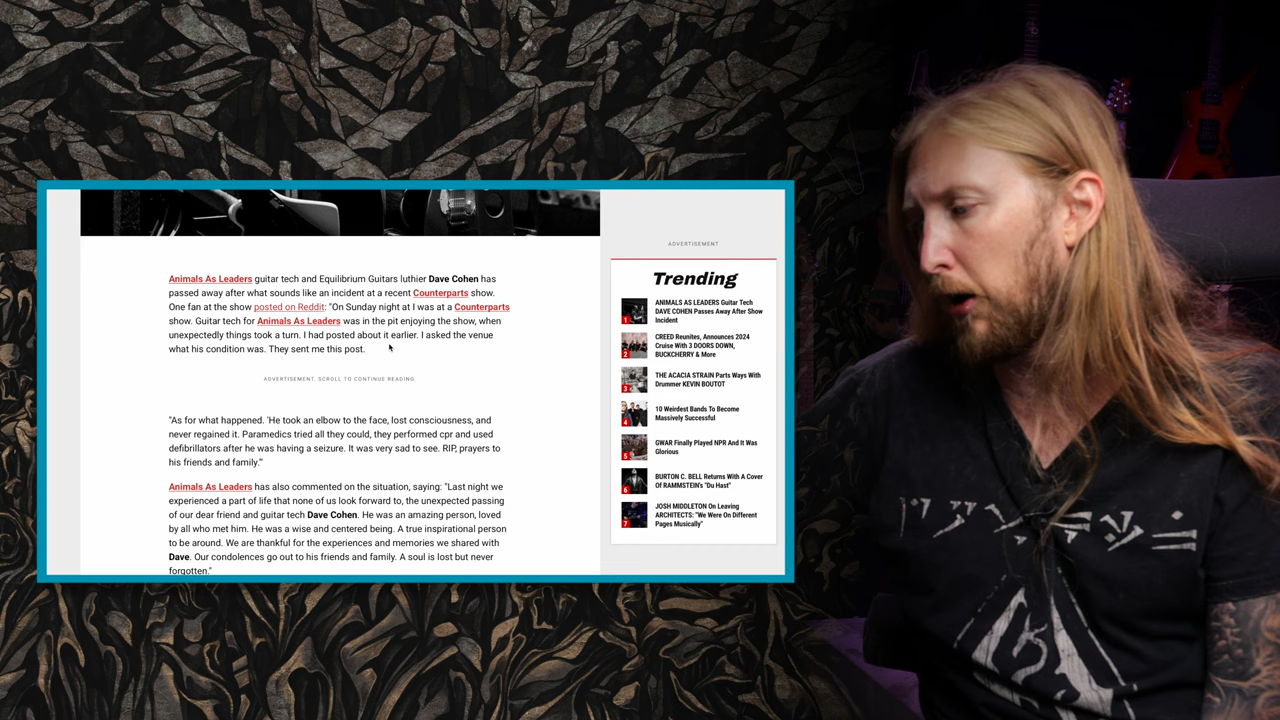 Animals As Leaders guitar tech and Equilibrium Guitars luthier Dave Cohen has
passed away after what sounds like an incident at a recent Counterparts show.
One fan at the show posted on Reddit: "On Sunday night at I was at a Counterparts
show. Guitar tech for Animals As Leaders was in the pit enjoying the show, when
unexpectedly things took a turn. I had posted about it earlier. I asked the venue
what his condition was. They sent me this post.
ADVERTISEMENT. SCROLL TO CONTINUE READING.
"As for what happened. 'He took an elbow to the face, lost consciousness, and
never regained it. Paramedics tried all they could, they performed cpr and used
defibrillators after he was having a seizure. It was very sad to see. RIP, prayers to
his friends and family.'"
Animals As Leaders has also commented on the situation, saying: "Last night we
experienced a part of life that none of us look forward to, the unexpected passing
of our dear friend and guitar tech Dave Cohen. He was an amazing person, loved
by all who met him. He was a wise and centered being. A true inspirational person
to be around. We are thankful for the experiences and memories we shared with
Dave. Our condolences go out to his friends and family. A soul is lost but never
forgotten."
ADVERTISEMENT
Trending
1
ANIMALS AS LEADERS Guitar Tech
DAVE COHEN Passes Away After Show
Incident
2
CREED Reunites, Announces 2024
Cruise With 3 DOORS DOWN,
BUCKCHERRY & More
3
THE ACACIA STRAIN Parts Ways With
Drummer KEVIN BOUTOT
4
10 Weirdest Bands To Become
Massively Successful
5
GWAR Finally Played NPR And It Was
Glorious
6
BURTON C. BELL Returns With A Cover
Of RAMMSTEIN's "Du Hast"
7
JOSH MIDDLETON On Leaving
ARCHITECTS: "We Were On Different
Pages Musically"